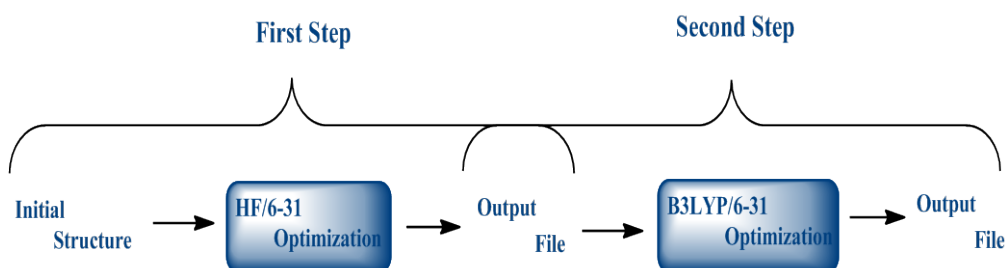 First Step
Second Step
Initial
Structure
HF/6-31
Optimization
Output
File
B3LYP/6-31
Optimization
Output
File